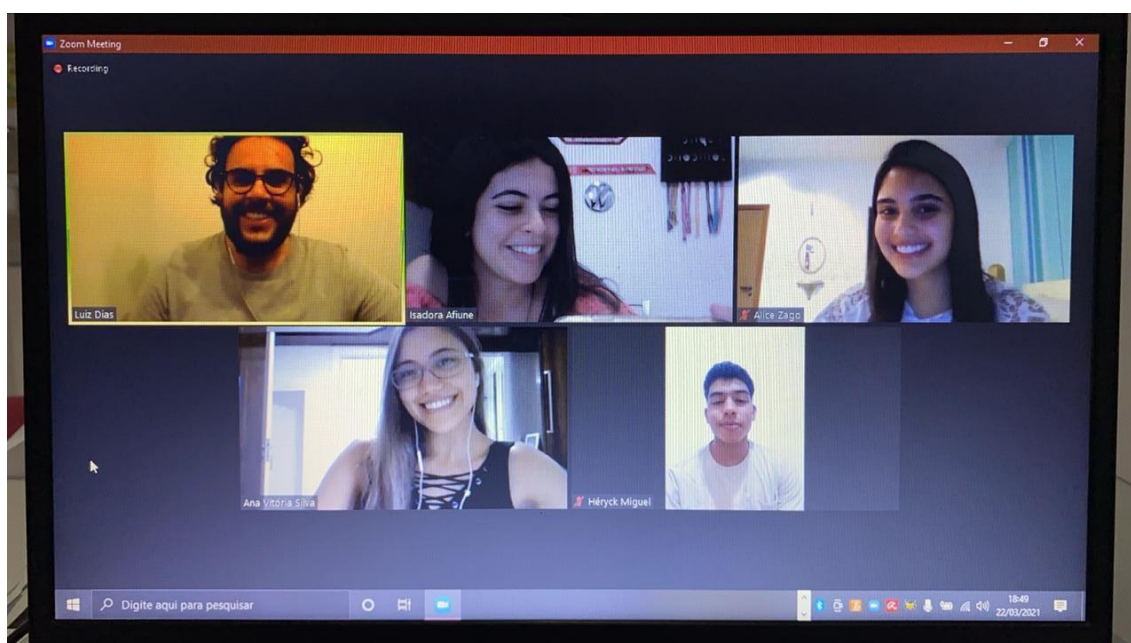 Zoom Meeting
Recording
Luiz Dias
Isadora Afiune
Alice Zago
Ana Vitória Silva
Héryck Miguel
Digite aqui para pesquisar
18:49
22/03/2021